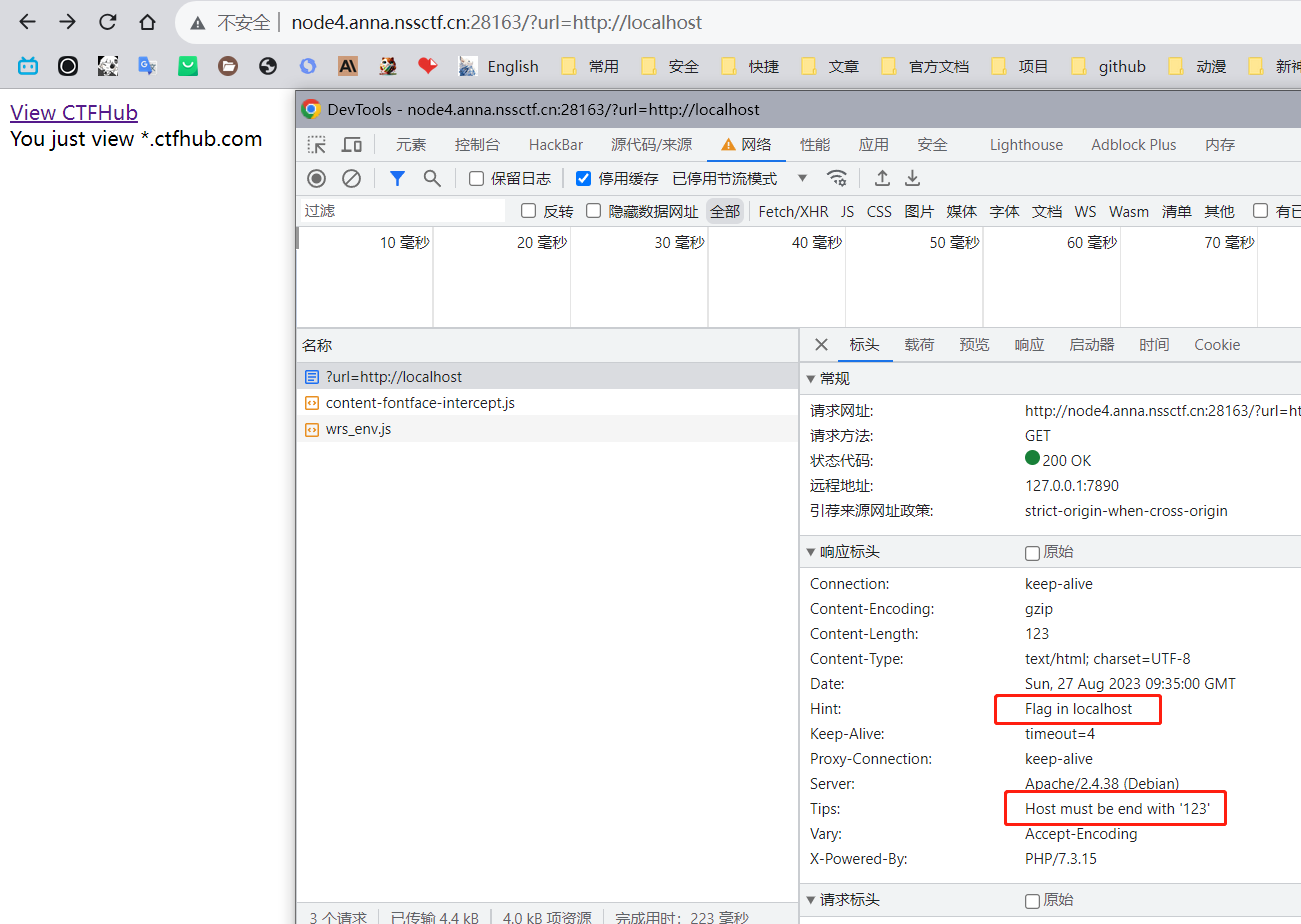 不安全 node4.anna.nssctf.cn:28163/?url=http://localhost
English 常用 安全 快捷 文章 官方文档 项目 github 动漫 新神
View CTFHub
You just view *.ctfhub.com
DevTools - node4.anna.nssctf.cn:28163/?url=http://localhost
元素 控制台 HackBar 源代码/来源 网络 性能 应用 安全 Lighthouse Adblock Plus 内存
保留日志 停用缓存 已停用节流模式
过滤 反转 隐藏数据网址 全部 Fetch/XHR JS CSS 图片 媒体 字体 文档 WS Wasm 清单 其他 有已
10 毫秒 20 毫秒 30 毫秒 40 毫秒 50 毫秒 60 毫秒 70 毫秒
名称
?url=http://localhost
content-fontface-intercept.js
wrs_env.js
标头 载荷 预览 响应 启动器 时间 Cookie
常规
请求网址: http://node4.anna.nssctf.cn:28163/?url=ht
请求方法: GET
状态代码: 200 OK
远程地址: 127.0.0.1:7890
引荐来源网址政策: strict-origin-when-cross-origin
响应标头 原始
Connection: keep-alive
Content-Encoding: gzip
Content-Length: 123
Content-Type: text/html; charset=UTF-8
Date: Sun, 27 Aug 2023 09:35:00 GMT
Hint: Flag in localhost
Keep-Alive: timeout=4
Proxy-Connection: keep-alive
Server: Apache/2.4.38 (Debian)
Tips: Host must be end with '123'
Vary: Accept-Encoding
X-Powered-By: PHP/7.3.15
请求标头 原始
3 个请求 已传输 4.4 kB 4.0 kB 项资源 完成用时：223 毫秒